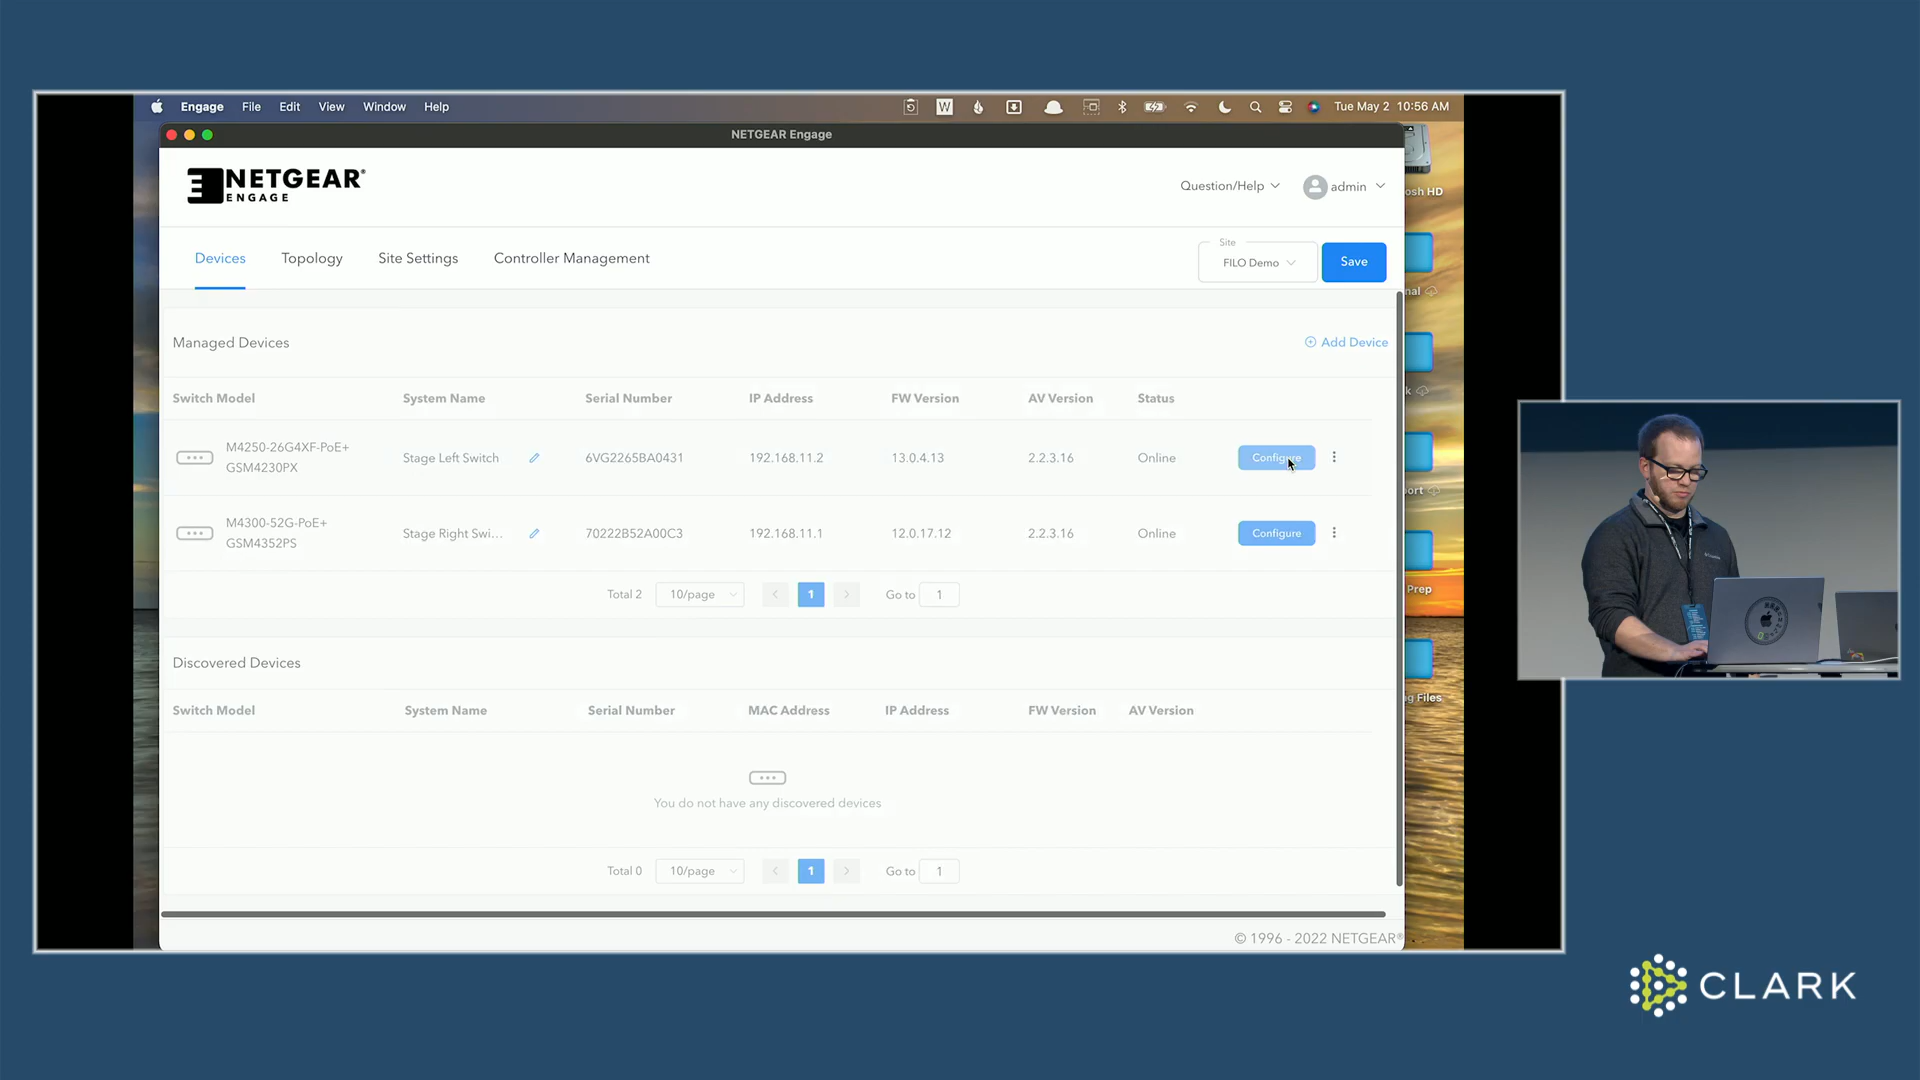 Engage File Edit View Window Help
W
Tue May 2 10:56 AM
NETGEAR Engage
NETGEAR®
ENGAGE
Question/Help
admin
osh HD
Devices Topology Site Settings Controller Management
Site
FILO Demo
Save
nal
Managed Devices
Add Device
k
Switch Model System Name Serial Number IP Address FW Version AV Version Status
M4250-26G4XF-PoE+
GSM4230PX
Stage Left Switch 6VG2265BA0431 192.168.11.2 13.0.4.13 2.2.3.16 Online Configure
ort
M4300-52G-PoE+
GSM4352PS
Stage Right Swi... 70222B52A00C3 192.168.11.1 12.0.17.12 2.2.3.16 Online Configure
Prep
Total 2 10/page 1 Go to 1
Discovered Devices
g Files
Switch Model System Name Serial Number MAC Address IP Address FW Version AV Version
You do not have any discovered devices
Total 0 10/page 1 Go to 1
© 1996 - 2022 NETGEAR®
CLARK